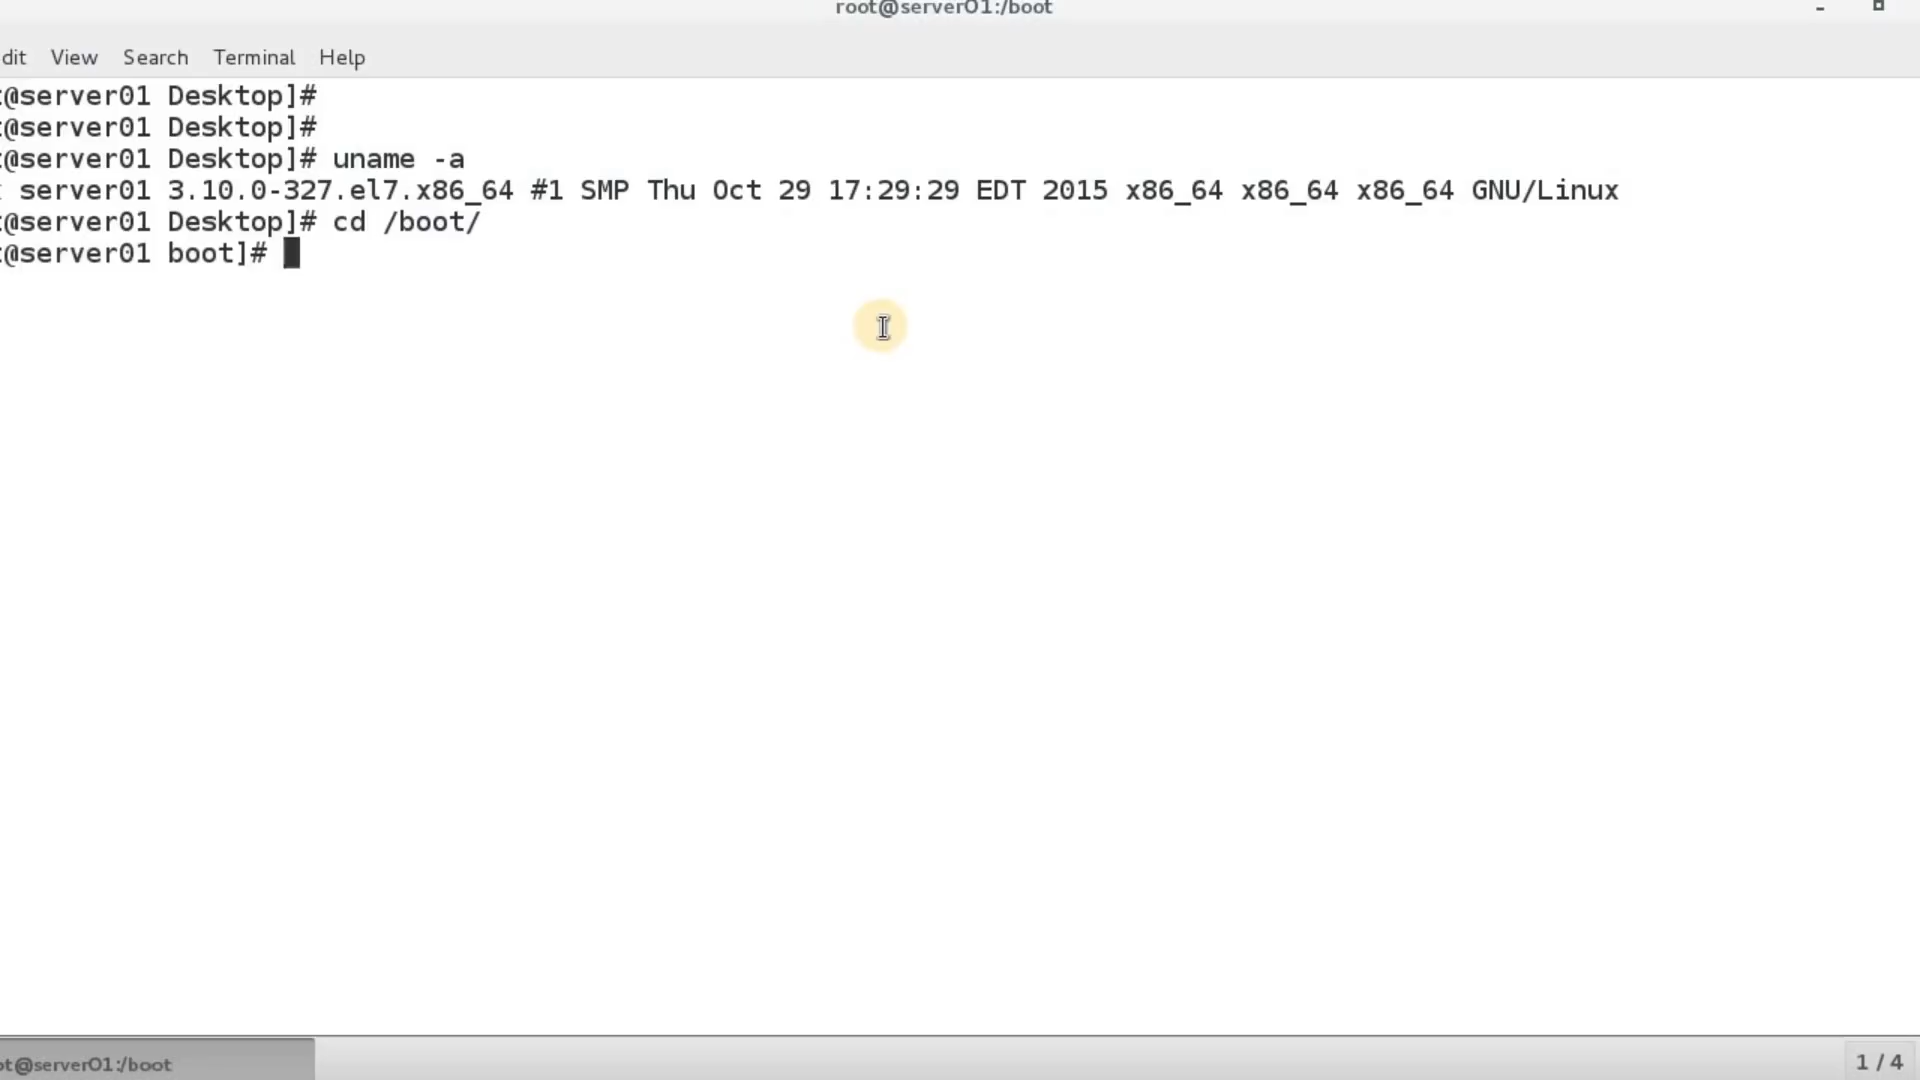 root@server01:/boot
dit View Search Terminal Help
@server01 Desktop]#
@server01 Desktop]#
@server01 Desktop]# uname -a
server01 3.10.0-327.el7.x86_64 #1 SMP Thu Oct 29 17:29:29 EDT 2015 x86_64 x86_64 x86_64 GNU/Linux
@server01 Desktop]# cd /boot/
@server01 boot]#
ot@server01:/boot
1 / 4